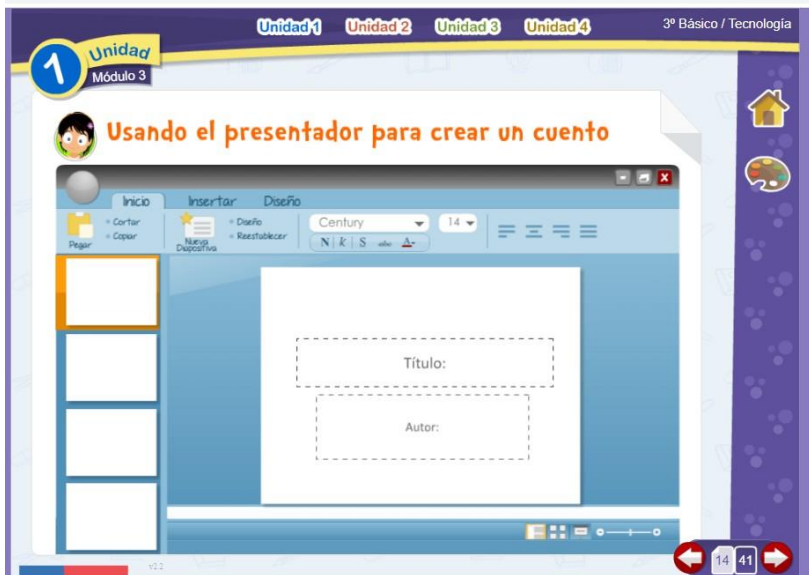 Unidad 1 Unidad 2 Unidad 3 Unidad 4 3º Básico / Tecnología
1 Unidad
Módulo 3
Usando el presentador para crear un cuento
X
Inicio Insertar Diseño
Pegar
• Cortar
• Copiar
Nueva
Diapositiva
• Diseño
• Reestablecer
Century 14
N k S abc A
Título:
Autor:
14 41
v2.2